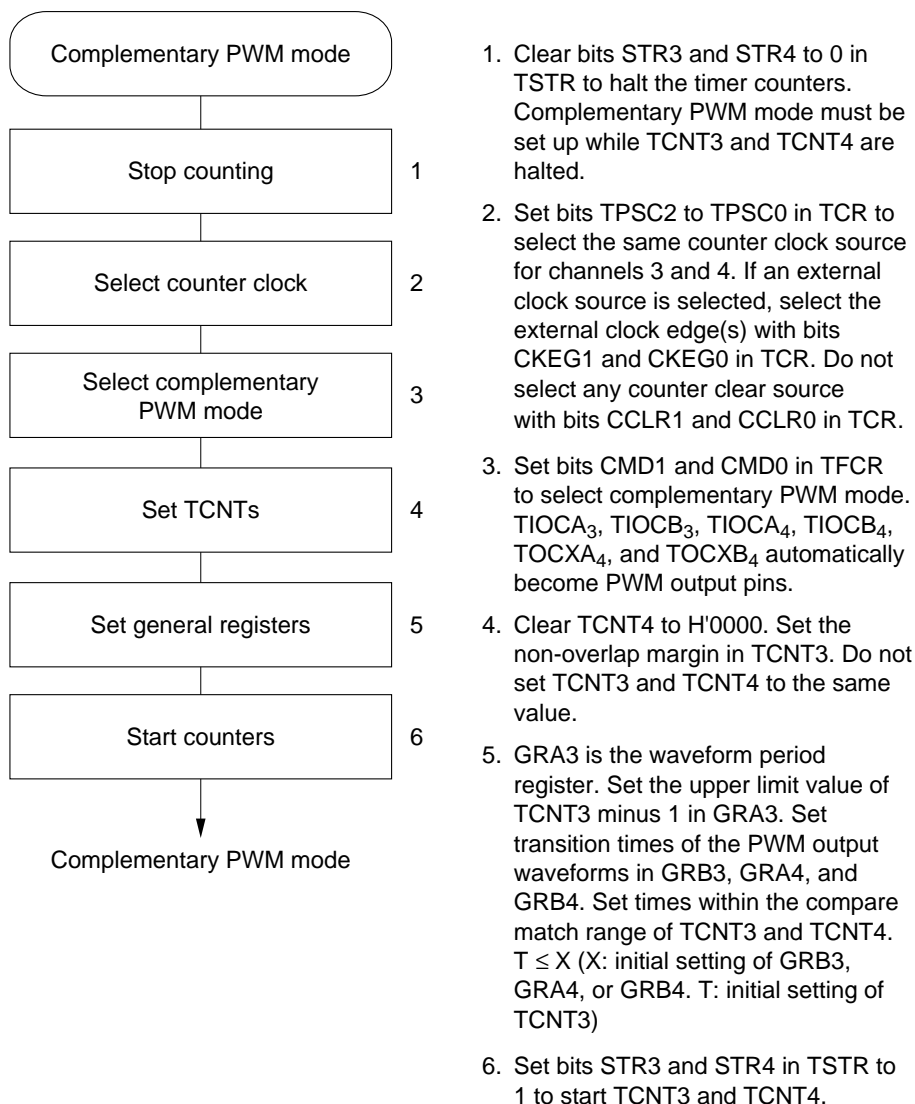 Complementary PWM mode
Stop counting
1
Select counter clock
2
Select complementary
PWM mode
3
Set TCNTs
4
Set general registers
5
Start counters
6
Complementary PWM mode
1. Clear bits STR3 and STR4 to 0 in
TSTR to halt the timer counters.
Complementary PWM mode must be
set up while TCNT3 and TCNT4 are
halted.
2. Set bits TPSC2 to TPSC0 in TCR to
select the same counter clock source
for channels 3 and 4. If an external
clock source is selected, select the
external clock edge(s) with bits
CKEG1 and CKEG0 in TCR. Do not
select any counter clear source
with bits CCLR1 and CCLR0 in TCR.
3. Set bits CMD1 and CMD0 in TFCR
to select complementary PWM mode.
TIOCA₃, TIOCB₃, TIOCA₄, TIOCB₄,
TOCXA₄, and TOCXB₄ automatically
become PWM output pins.
4. Clear TCNT4 to H'0000. Set the
non-overlap margin in TCNT3. Do not
set TCNT3 and TCNT4 to the same
value.
5. GRA3 is the waveform period
register. Set the upper limit value of
TCNT3 minus 1 in GRA3. Set
transition times of the PWM output
waveforms in GRB3, GRA4, and
GRB4. Set times within the compare
match range of TCNT3 and TCNT4.
T ≤ X (X: initial setting of GRB3,
GRA4, or GRB4. T: initial setting of
TCNT3)
6. Set bits STR3 and STR4 in TSTR to
1 to start TCNT3 and TCNT4.